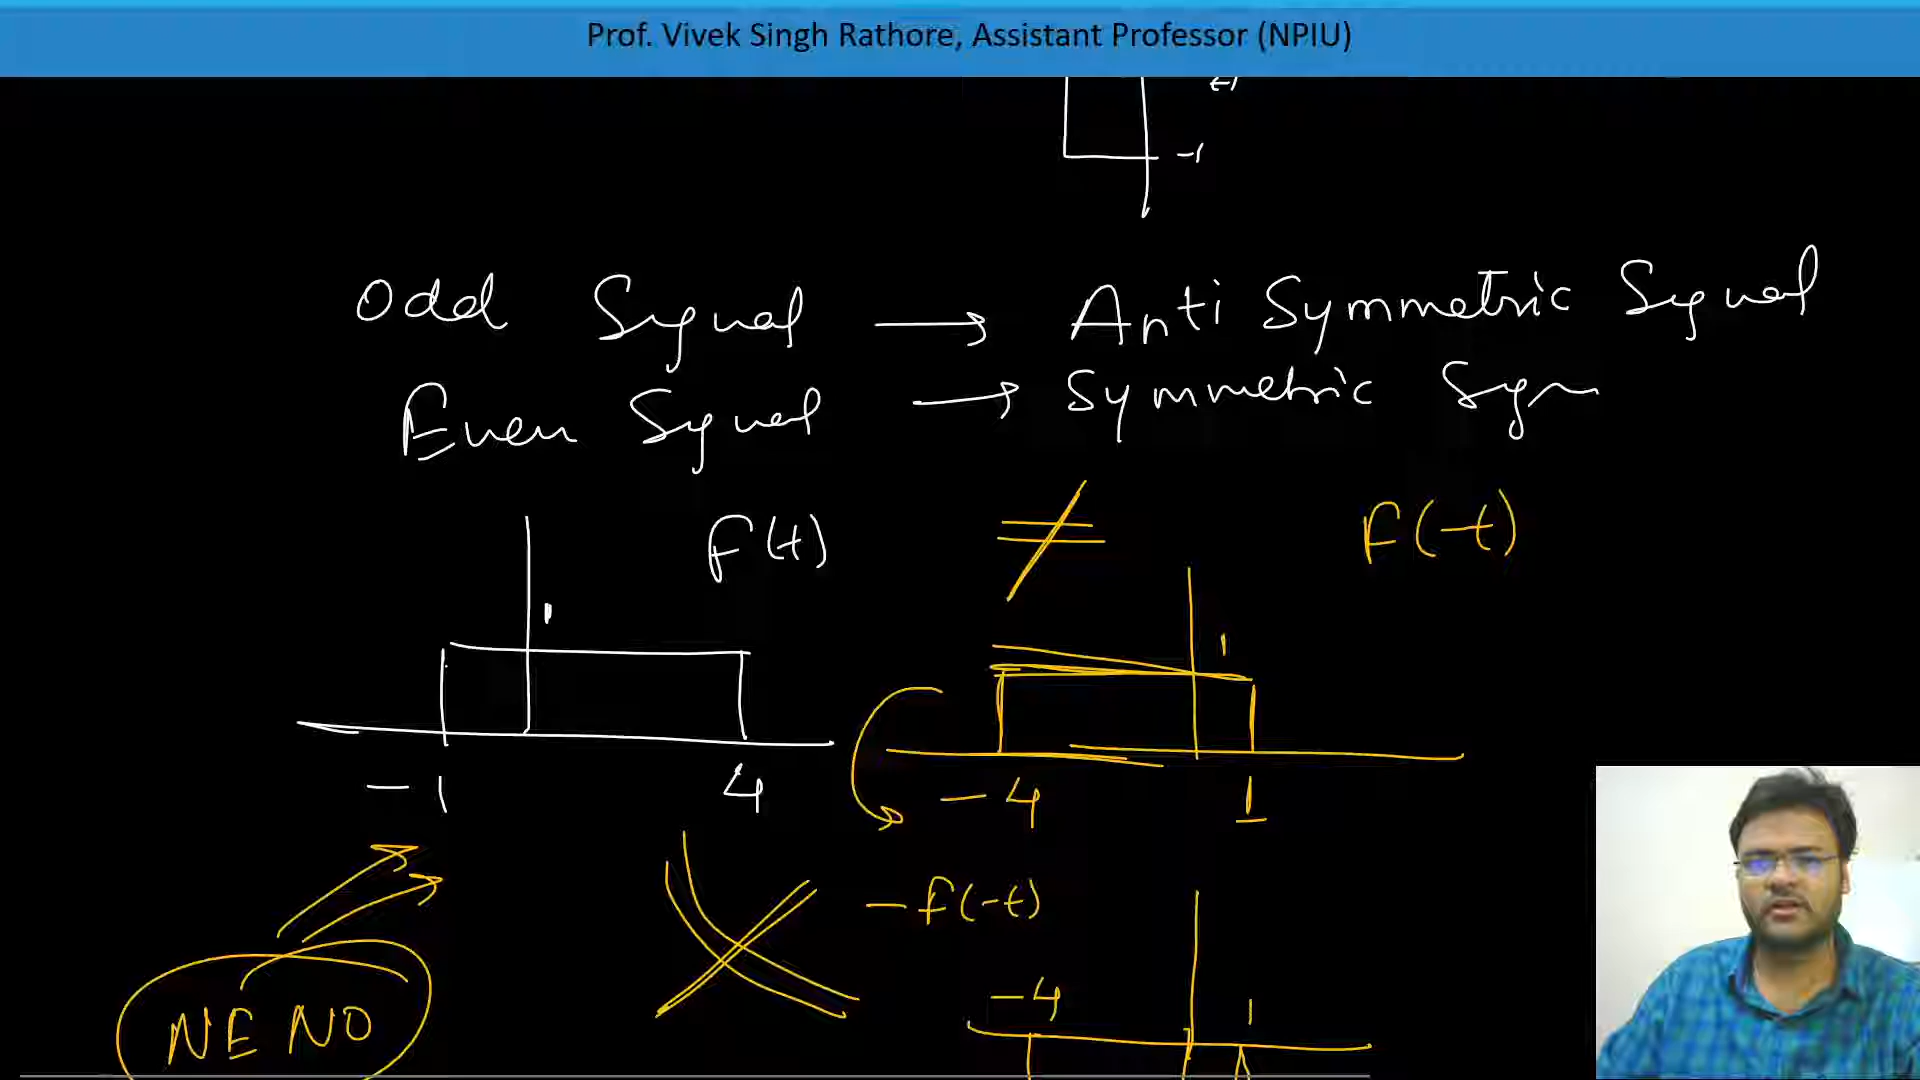 Prof. Vivek Singh Rathore, Assistant Professor (NPIU)
-1
Odd Signal → Anti Symmetric Signal
Even Signal → Symmetric Sign
F(t) ≠ F(-t)
1 1
-1 4 -4 1
-f(-t)
-4 1
NE NO